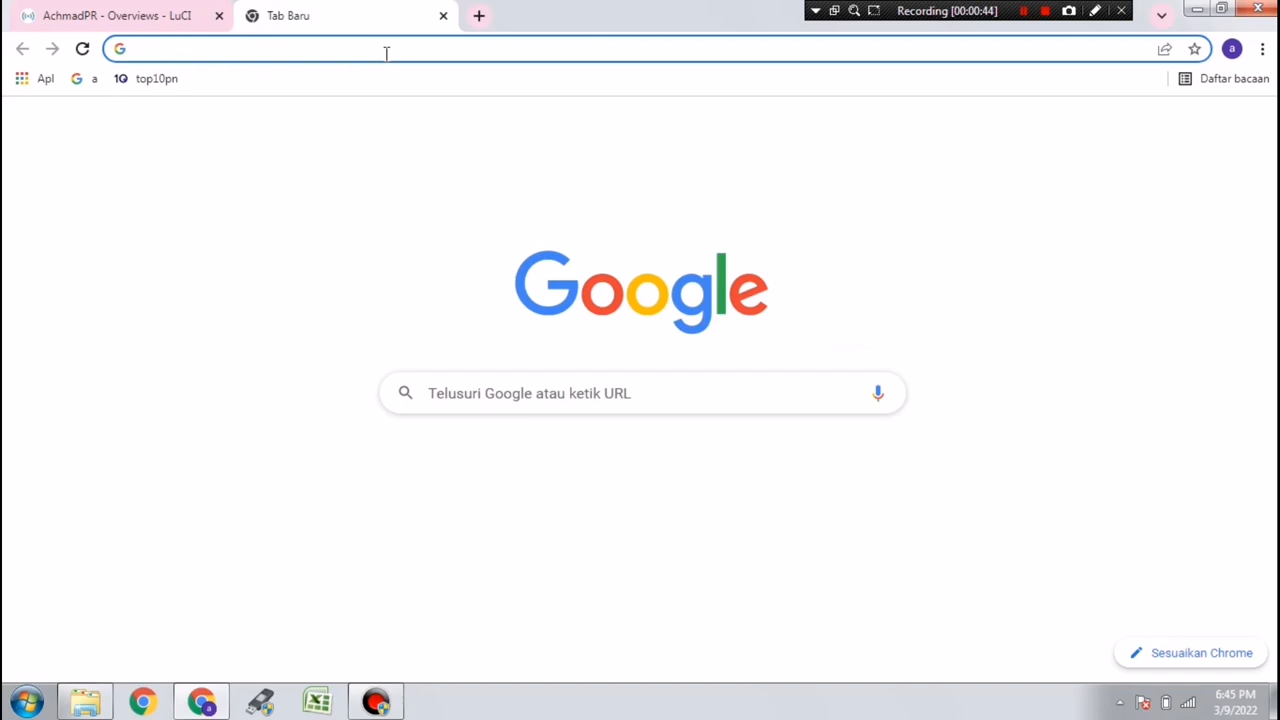 AchmadPR - Overviews - LuCI
Tab Baru
Recording [00:00:44]
Apl
a
top10pn
Daftar bacaan
a
Google
Telusuri Google atau ketik URL
Sesuaikan Chrome
6:45 PM
3/9/2022